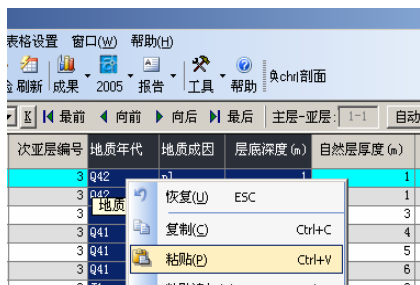 表格设置 窗口(W) 帮助(H)
刷新 成果 2005 报告 工具 帮助 奂chrl剖面
K 最前 向前 向后 最后 主层-亚层: 1-1 自动
次亚层编号 地质年代 地质成因 层底深度(m) 自然层厚度(m)
3 Q42 pl 1 1
3 Q42 1
3 地质 3
3 Q41 4
3 Q41 5
3 Q41 6
恢复(U) ESC
复制(C) Ctrl+C
粘贴(P) Ctrl+V